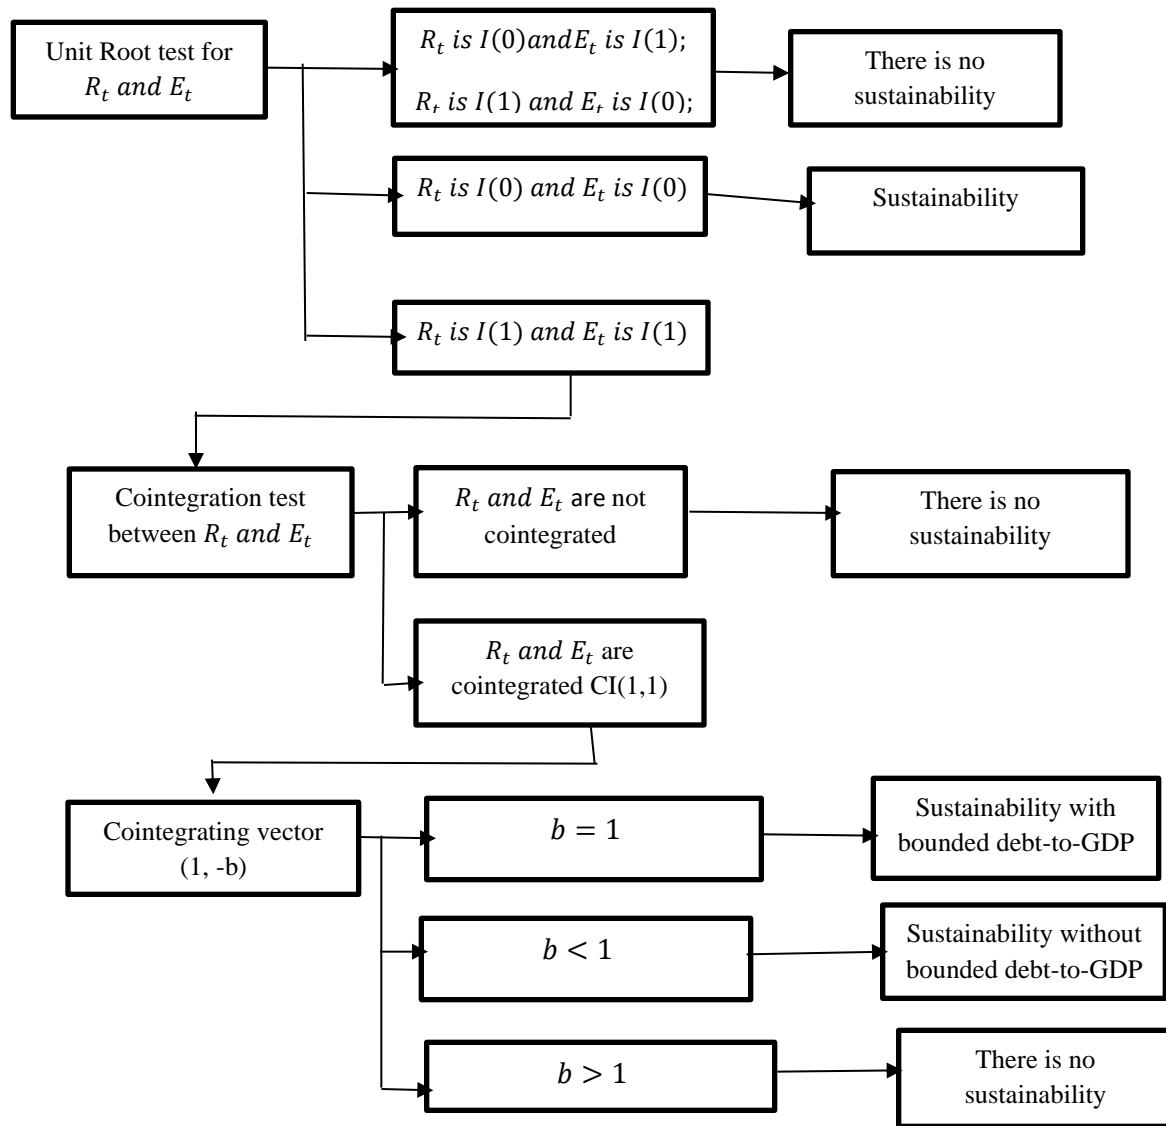 Unit Root test for
R_t and E_t
R_t is I(0)andE_t is I(1);
R_t is I(1) and E_t is I(0);
There is no
sustainability
R_t is I(0) and E_t is I(0)
Sustainability
R_t is I(1) and E_t is I(1)
Cointegration test
between R_t and E_t
R_t and E_t are not
cointegrated
There is no
sustainability
R_t and E_t are
cointegrated CI(1,1)
Cointegrating vector
(1, -b)
b = 1
Sustainability with
bounded debt-to-GDP
b < 1
Sustainability without
bounded debt-to-GDP
b > 1
There is no
sustainability